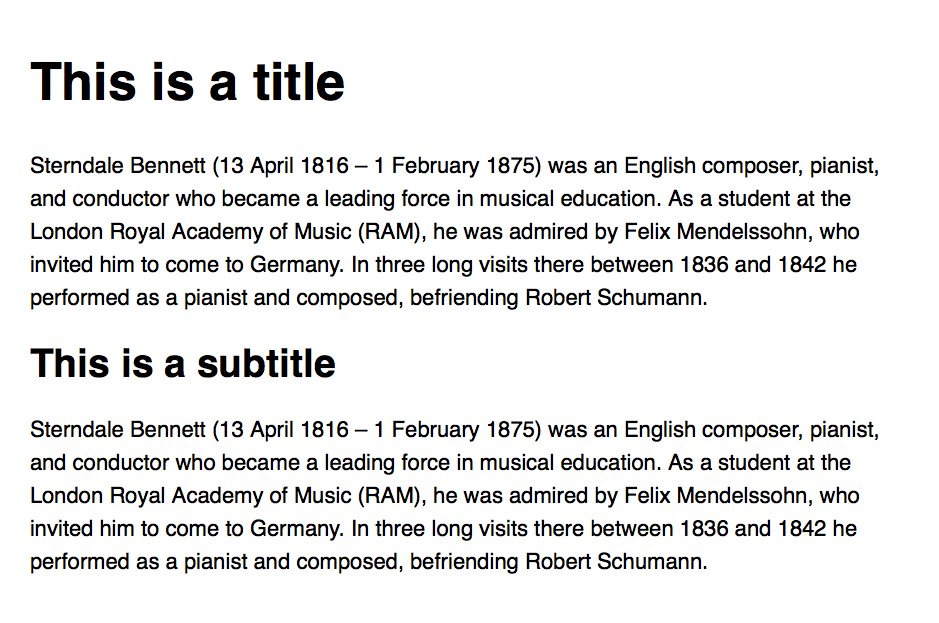 This is a title
Sterndale Bennett (13 April 1816 – 1 February 1875) was an English composer, pianist,
and conductor who became a leading force in musical education. As a student at the
London Royal Academy of Music (RAM), he was admired by Felix Mendelssohn, who
invited him to come to Germany. In three long visits there between 1836 and 1842 he
performed as a pianist and composed, befriending Robert Schumann.
This is a subtitle
Sterndale Bennett (13 April 1816 – 1 February 1875) was an English composer, pianist,
and conductor who became a leading force in musical education. As a student at the
London Royal Academy of Music (RAM), he was admired by Felix Mendelssohn, who
invited him to come to Germany. In three long visits there between 1836 and 1842 he
performed as a pianist and composed, befriending Robert Schumann.